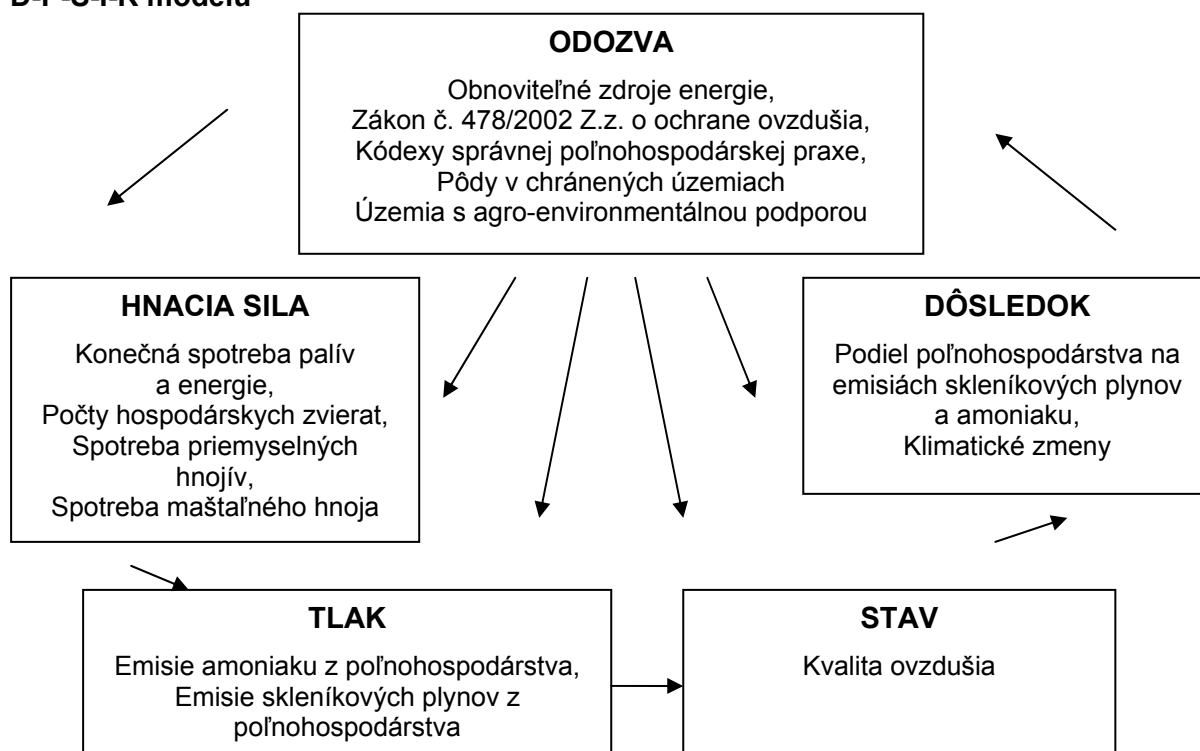 D-P-S-I-R modelu
ODOZVA
Obnoviteľné zdroje energie,
Zákon č. 478/2002 Z.z. o ochrane ovzdušia,
Kódexy správnej poľnohospodárskej praxe,
Pôdy v chránených územiach
Územia s agro-environmentálnou podporou
HNACIA SILA
Konečná spotreba palív
a energie,
Počty hospodárskych zvierat,
Spotreba priemyselných
hnojív,
Spotreba maštaľného hnoja
DÔSLEDOK
Podiel poľnohospodárstva na
emisiách skleníkových plynov
a amoniaku,
Klimatické zmeny
TLAK
Emisie amoniaku z poľnohospodárstva,
Emisie skleníkových plynov z
poľnohospodárstva
STAV
Kvalita ovzdušia